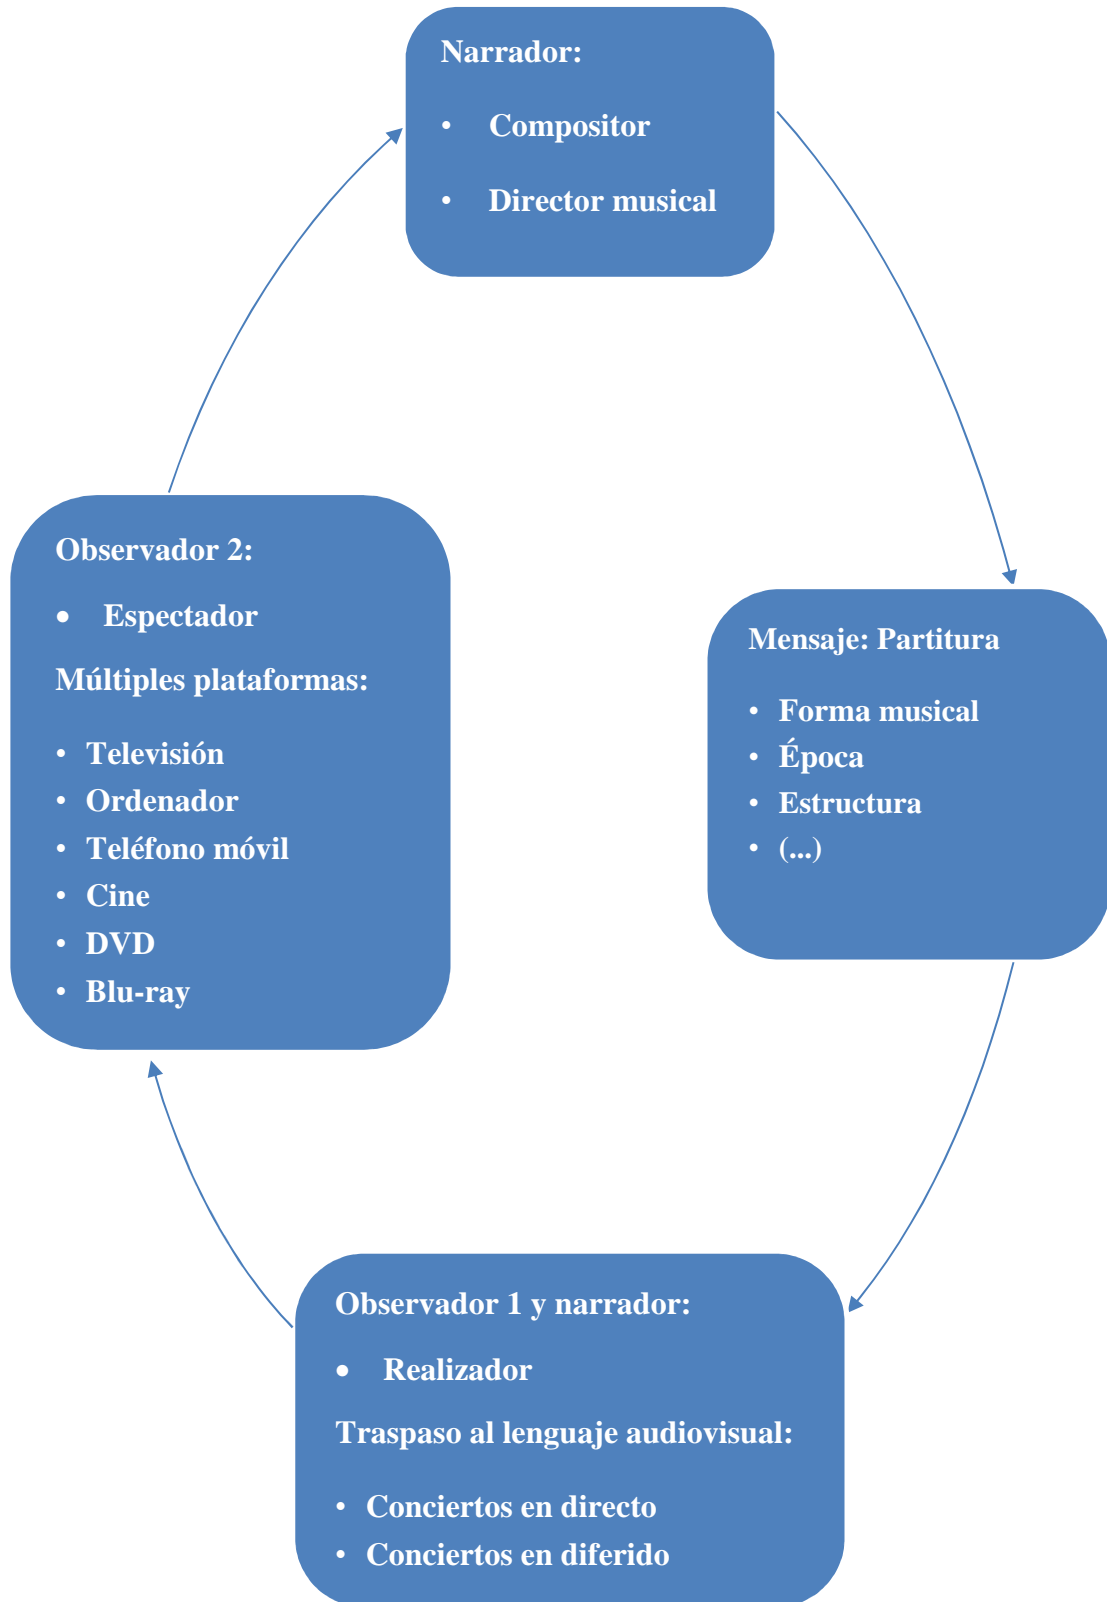 Narrador:
• Compositor
• Director musical
Mensaje: Partitura
• Forma musical
• Época
• Estructura
• (...)
Observador 1 y narrador:
• Realizador
Traspaso al lenguaje audiovisual:
• Conciertos en directo
• Conciertos en diferido
Observador 2:
• Espectador
Múltiples plataformas:
• Televisión
• Ordenador
• Teléfono móvil
• Cine
• DVD
• Blu-ray